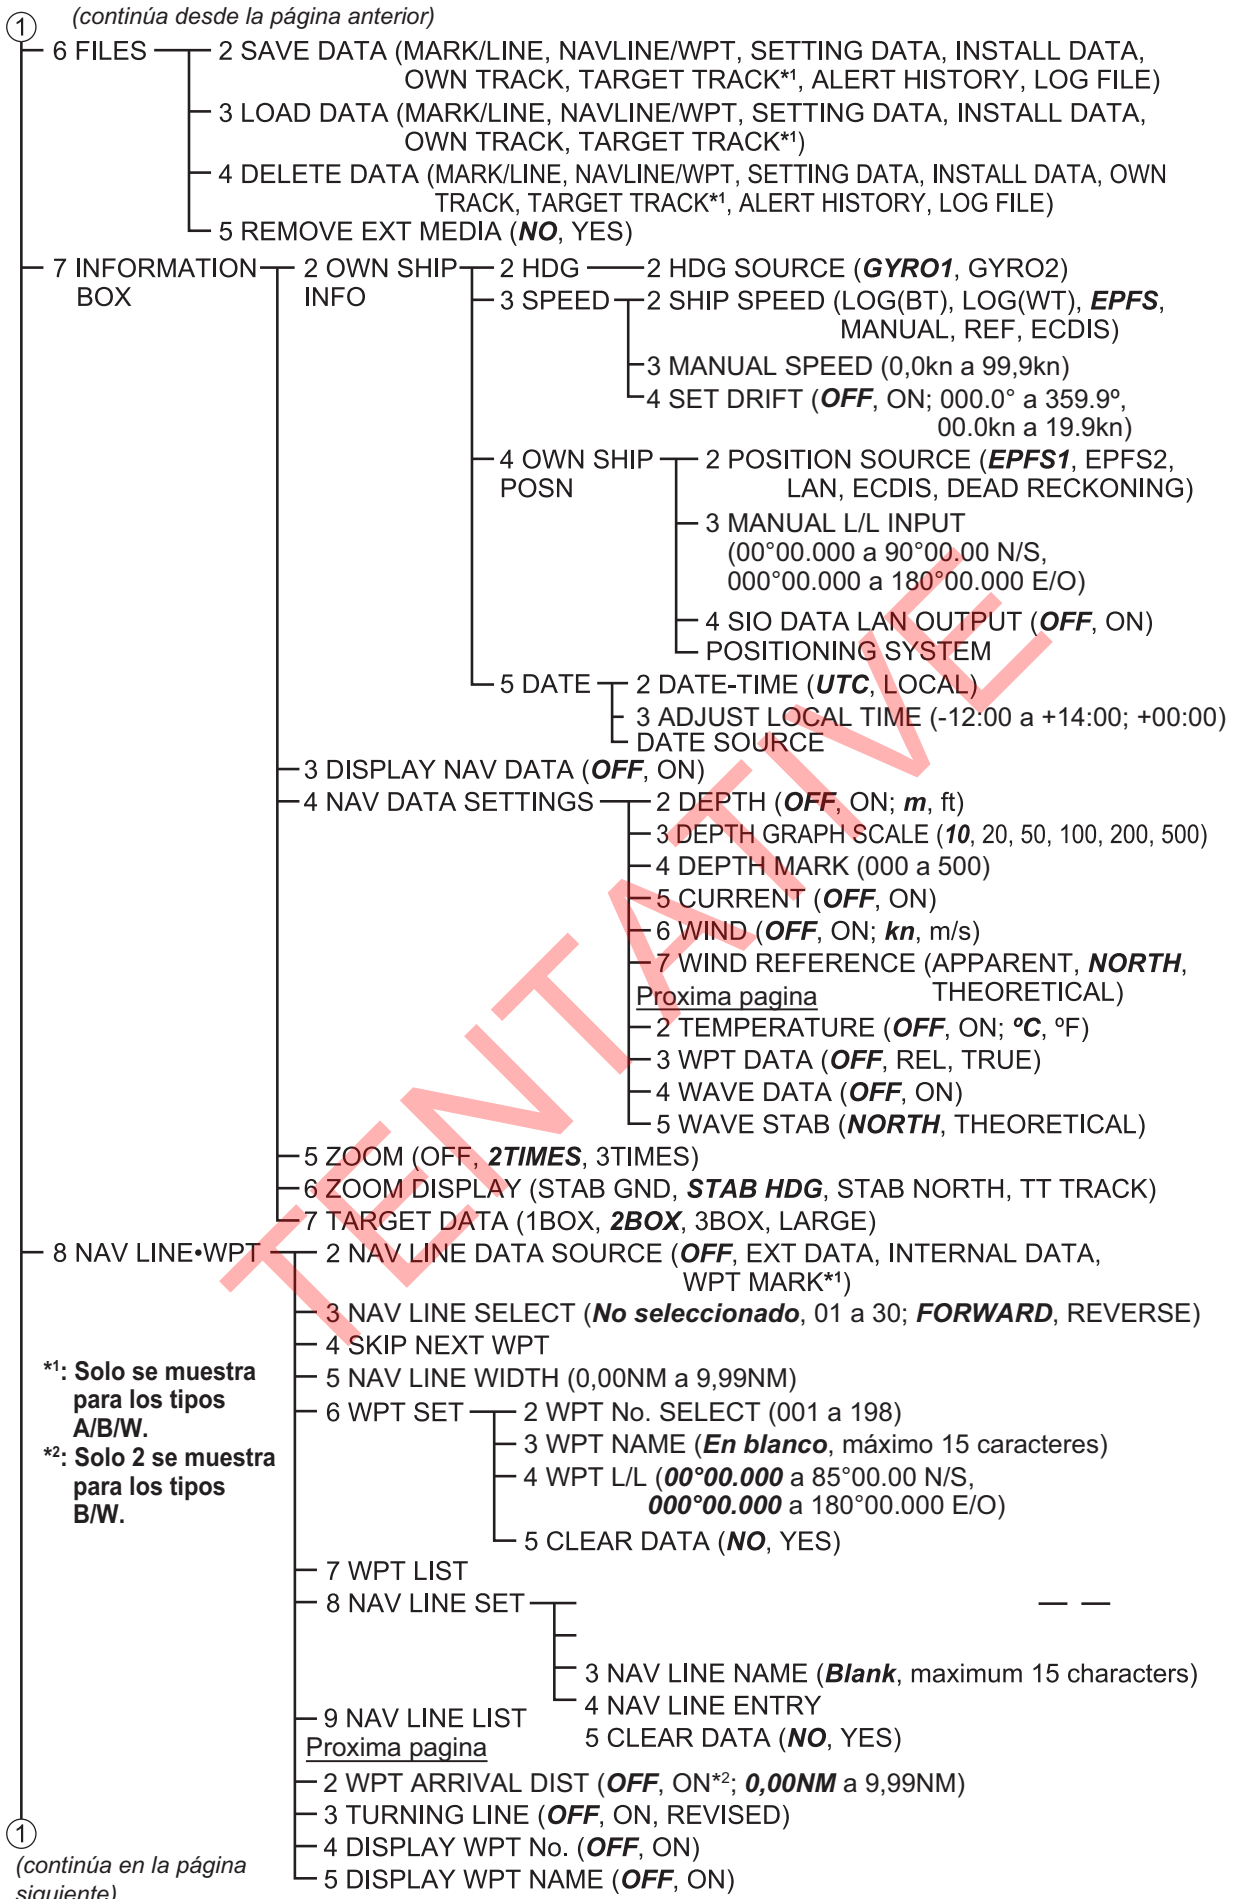 (continúa desde la página anterior)
1
6 FILES
2 SAVE DATA (MARK/LINE, NAVLINE/WPT, SETTING DATA, INSTALL DATA,
OWN TRACK, TARGET TRACK*1, ALERT HISTORY, LOG FILE)
3 LOAD DATA (MARK/LINE, NAVLINE/WPT, SETTING DATA, INSTALL DATA,
OWN TRACK, TARGET TRACK*1)
4 DELETE DATA (MARK/LINE, NAVLINE/WPT, SETTING DATA, INSTALL DATA, OWN
TRACK, TARGET TRACK*1, ALERT HISTORY, LOG FILE)
5 REMOVE EXT MEDIA (NO, YES)
7 INFORMATION
BOX
2 OWN SHIP
INFO
2 HDG
2 HDG SOURCE (GYRO1, GYRO2)
3 SPEED
2 SHIP SPEED (LOG(BT), LOG(WT), EPFS,
MANUAL, REF, ECDIS)
3 MANUAL SPEED (0,0kn a 99,9kn)
4 SET DRIFT (OFF, ON; 000.0° a 359.9º,
00.0kn a 19.9kn)
4 OWN SHIP
POSN
2 POSITION SOURCE (EPFS1, EPFS2,
LAN, ECDIS, DEAD RECKONING)
3 MANUAL L/L INPUT
(00°00.000 a 90°00.00 N/S,
000°00.000 a 180°00.000 E/O)
4 SIO DATA LAN OUTPUT (OFF, ON)
POSITIONING SYSTEM
5 DATE
2 DATE-TIME (UTC, LOCAL)
3 ADJUST LOCAL TIME (-12:00 a +14:00; +00:00)
DATE SOURCE
3 DISPLAY NAV DATA (OFF, ON)
4 NAV DATA SETTINGS
2 DEPTH (OFF, ON; m, ft)
3 DEPTH GRAPH SCALE (10, 20, 50, 100, 200, 500)
4 DEPTH MARK (000 a 500)
5 CURRENT (OFF, ON)
6 WIND (OFF, ON; kn, m/s)
7 WIND REFERENCE (APPARENT, NORTH,
THEORETICAL)
Proxima pagina
2 TEMPERATURE (OFF, ON; ºC, ºF)
3 WPT DATA (OFF, REL, TRUE)
4 WAVE DATA (OFF, ON)
5 WAVE STAB (NORTH, THEORETICAL)
5 ZOOM (OFF, 2TIMES, 3TIMES)
6 ZOOM DISPLAY (STAB GND, STAB HDG, STAB NORTH, TT TRACK)
7 TARGET DATA (1BOX, 2BOX, 3BOX, LARGE)
8 NAV LINE•WPT
2 NAV LINE DATA SOURCE (OFF, EXT DATA, INTERNAL DATA,
WPT MARK*1)
3 NAV LINE SELECT (No seleccionado, 01 a 30; FORWARD, REVERSE)
4 SKIP NEXT WPT
5 NAV LINE WIDTH (0,00NM a 9,99NM)
6 WPT SET
2 WPT No. SELECT (001 a 198)
3 WPT NAME (En blanco, máximo 15 caracteres)
4 WPT L/L (00°00.000 a 85°00.00 N/S,
000°00.000 a 180°00.000 E/O)
5 CLEAR DATA (NO, YES)
7 WPT LIST
8 NAV LINE SET
3 NAV LINE NAME (Blank, maximum 15 characters)
4 NAV LINE ENTRY
5 CLEAR DATA (NO, YES)
9 NAV LINE LIST
Proxima pagina
2 WPT ARRIVAL DIST (OFF, ON*2; 0,00NM a 9,99NM)
3 TURNING LINE (OFF, ON, REVISED)
4 DISPLAY WPT No. (OFF, ON)
5 DISPLAY WPT NAME (OFF, ON)
*1: Solo se muestra
para los tipos
A/B/W.
*2: Solo 2 se muestra
para los tipos
B/W.
1
(continúa en la página
siguiente)
TENTATIVE